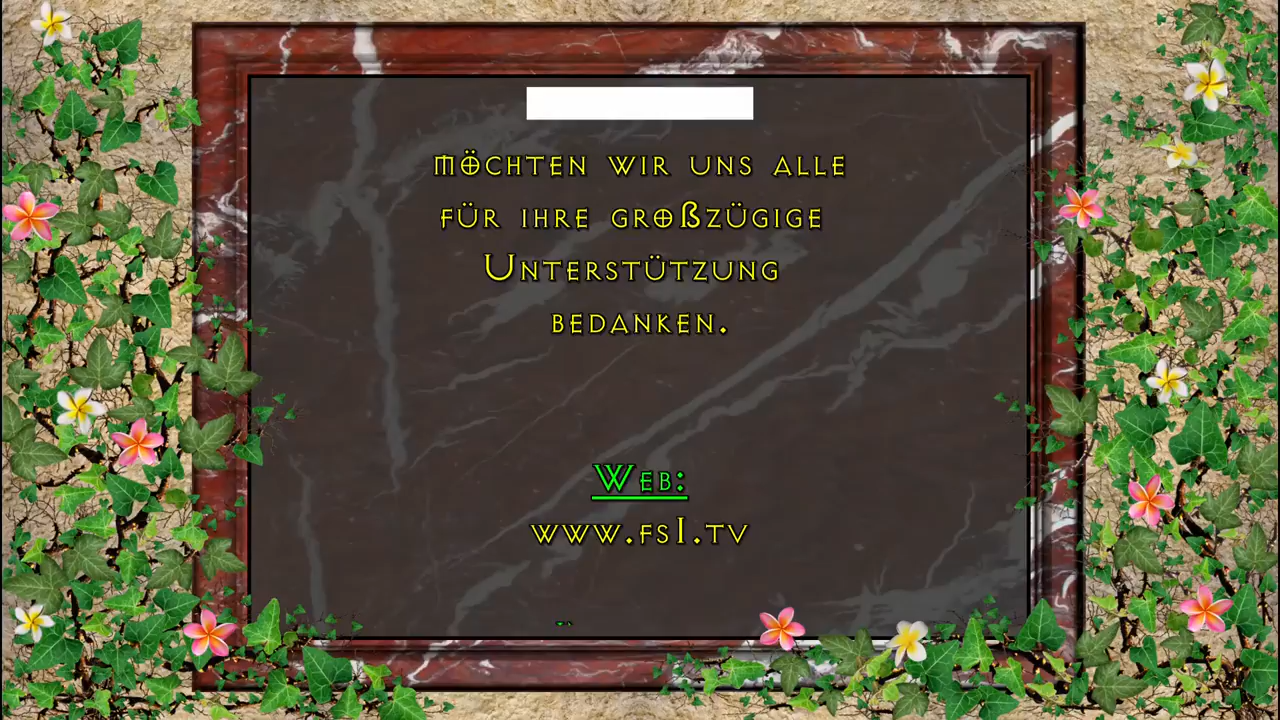 möchten wir uns alle
für ihre großzügige
Unterstützung
bedanken.
Web:
www.fsI.tv